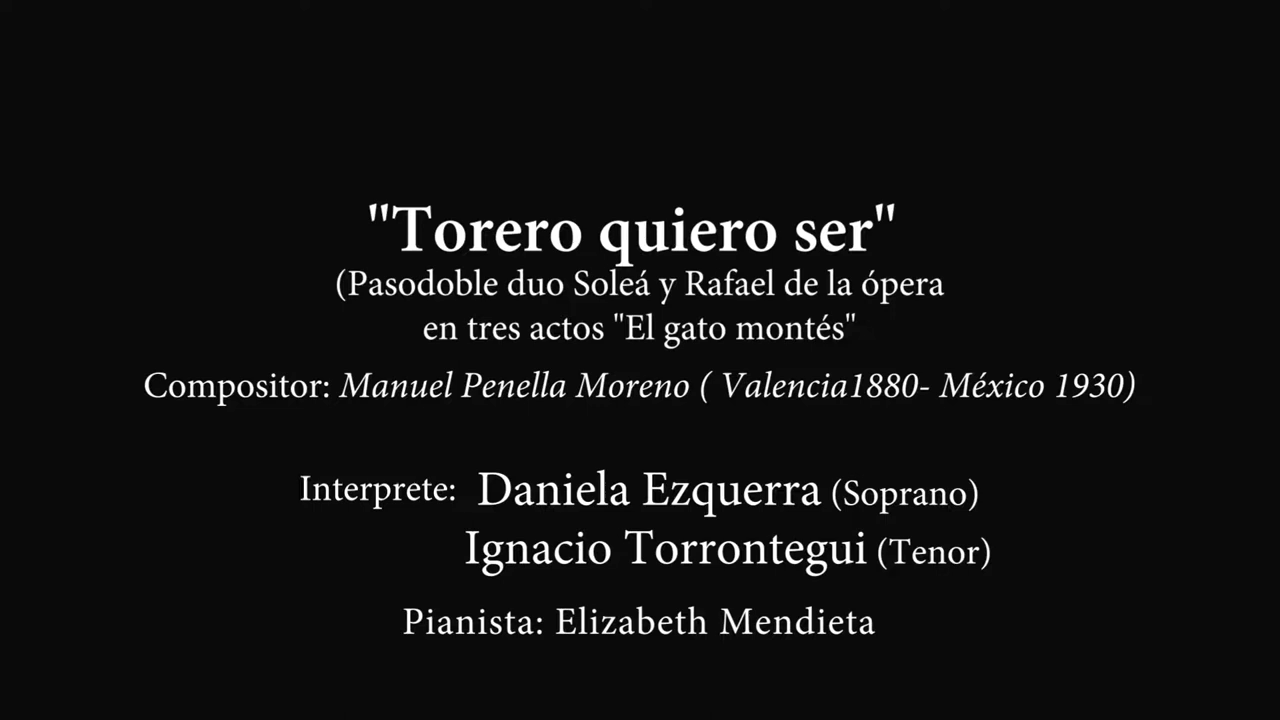 "Torero quiero ser"
(Pasodoble duo Soleá y Rafael de la ópera
en tres actos "El gato montés"
Compositor: Manuel Penella Moreno ( Valencia1880- México 1930)
Interprete: Daniela Ezquerra (Soprano)
Ignacio Torrontegui (Tenor)
Pianista: Elizabeth Mendieta